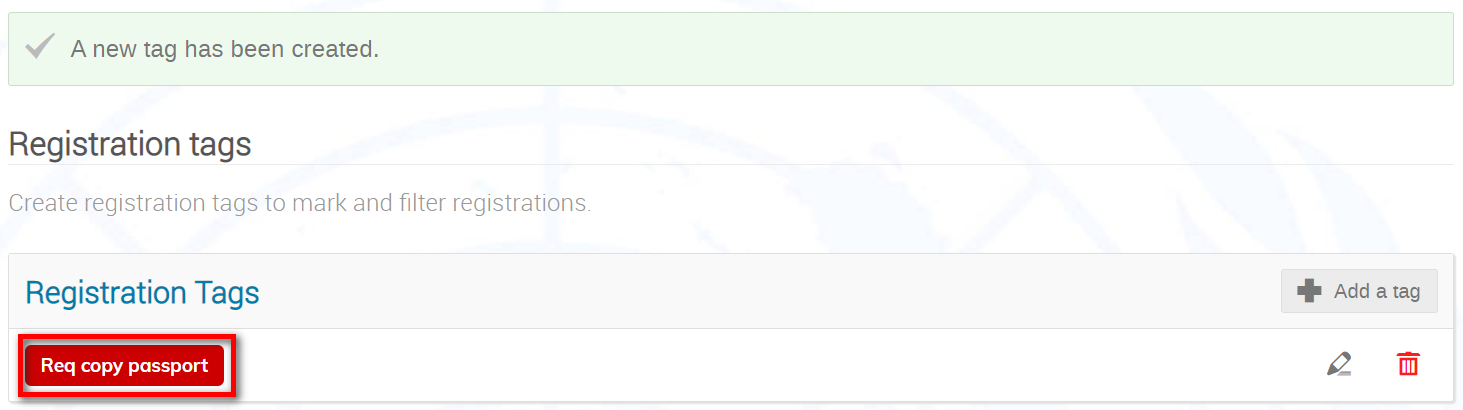 A new tag has been created.
Registration tags
Create registration tags to mark and filter registrations.
Registration Tags
Add a tag
Req copy passport